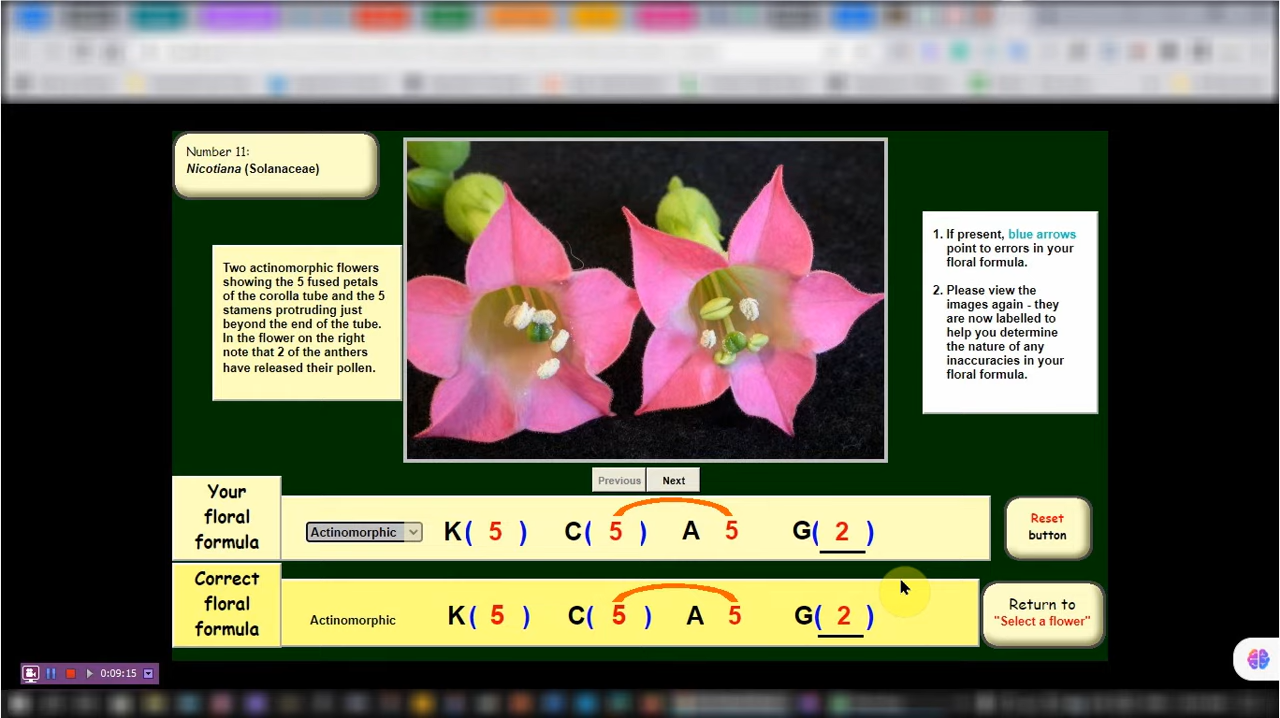 Number 11:
Nicotiana (Solanaceae)
Two actinomorphic flowers
showing the 5 fused petals
of the corolla tube and the 5
stamens protruding just
beyond the end of the tube.
In the flower on the right
note that 2 of the anthers
have released their pollen.
1. If present, blue arrows
point to errors in your
floral formula.
2. Please view the
images again - they
are now labelled to
help you determine
the nature of any
inaccuracies in your
floral formula.
Previous Next
Your
floral
formula
Actinomorphic K( 5 ) C( 5 ) A 5 G( 2 )
Reset
button
Correct
floral
formula
Actinomorphic K( 5 ) C( 5 ) A 5 G( 2 )
Return to
"Select a flower"
0:09:15